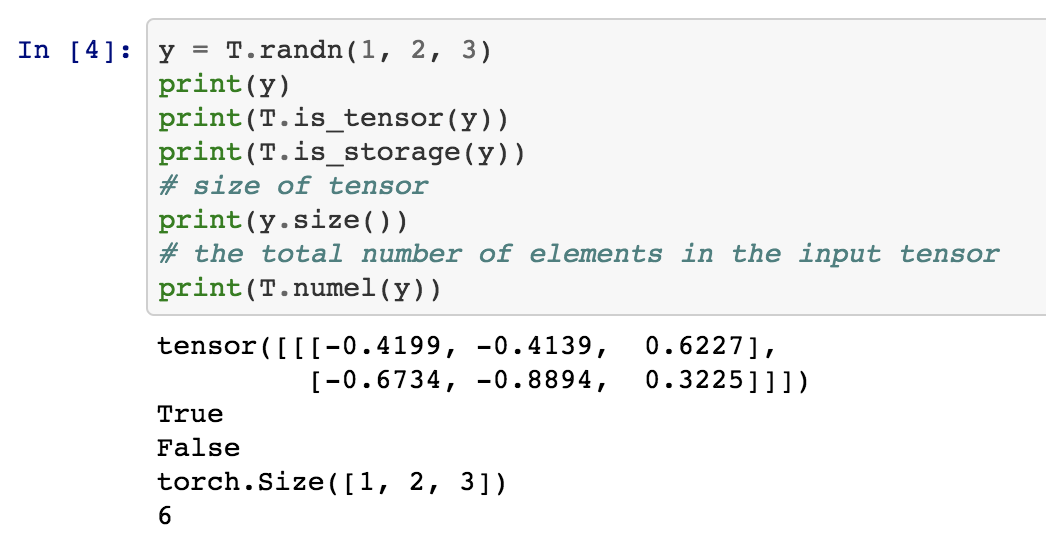 In [4]: y = T.randn(1, 2, 3)
print(y)
print(T.is_tensor(y))
print(T.is_storage(y))
# size of tensor
print(y.size())
# the total number of elements in the input tensor
print(T.numel(y))
tensor([[[-0.4199, -0.4139,  0.6227],
         [-0.6734, -0.8894,  0.3225]]])
True
False
torch.Size([1, 2, 3])
6